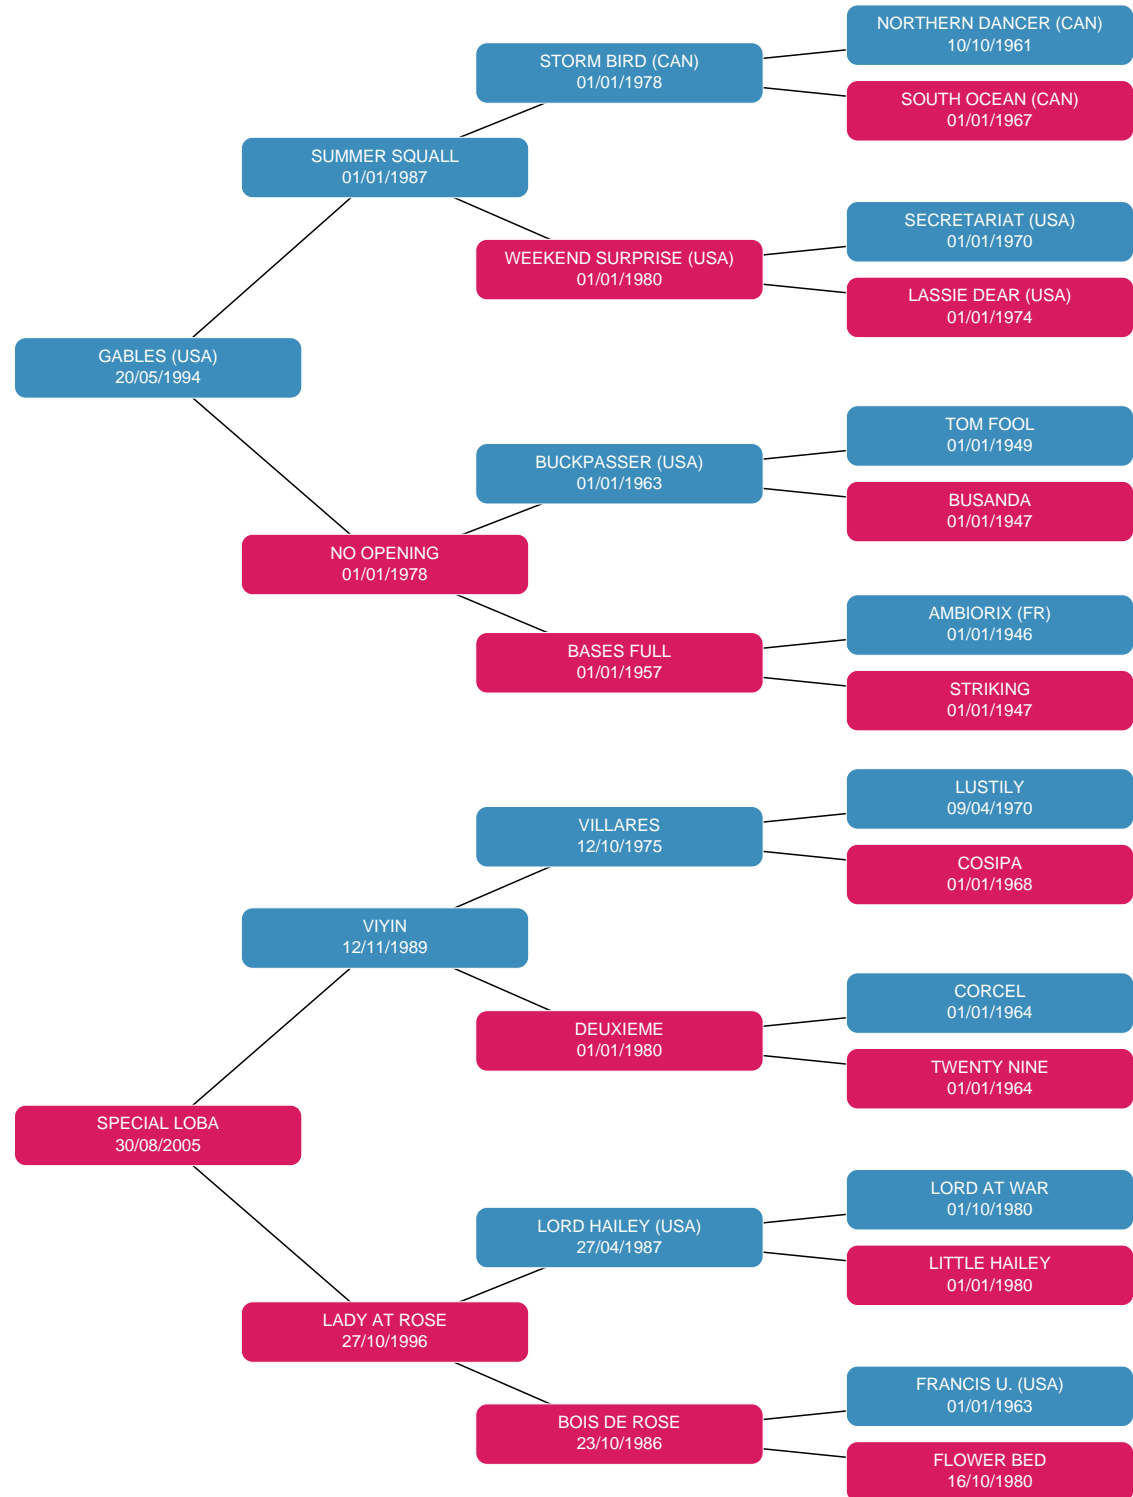 NORTHERN DANCER (CAN)
10/10/1961
STORM BIRD (CAN)
01/01/1978
SOUTH OCEAN (CAN)
01/01/1967
SUMMER SQUALL
01/01/1987
SECRETARIAT (USA)
01/01/1970
WEEKEND SURPRISE (USA)
01/01/1980
LASSIE DEAR (USA)
01/01/1974
GABLES (USA)
20/05/1994
TOM FOOL
01/01/1949
BUCKPASSER (USA)
01/01/1963
BUSANDA
01/01/1947
NO OPENING
01/01/1978
AMBIORIX (FR)
01/01/1946
BASES FULL
01/01/1957
STRIKING
01/01/1947
LUSTILY
09/04/1970
VILLARES
12/10/1975
COSIPA
01/01/1968
VIYIN
12/11/1989
CORCEL
01/01/1964
DEUXIEME
01/01/1980
TWENTY NINE
01/01/1964
SPECIAL LOBA
30/08/2005
LORD AT WAR
01/10/1980
LORD HAILEY (USA)
27/04/1987
LITTLE HAILEY
01/01/1980
LADY AT ROSE
27/10/1996
FRANCIS U. (USA)
01/01/1963
BOIS DE ROSE
23/10/1986
FLOWER BED
16/10/1980